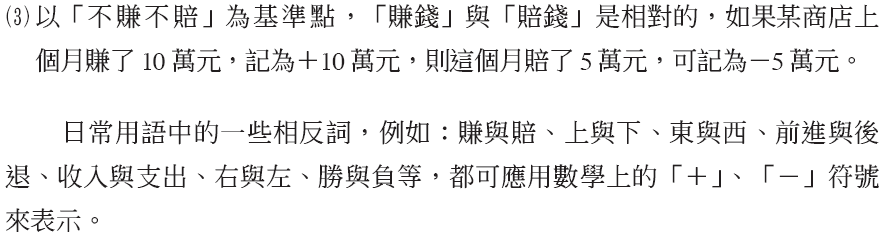 ⑶以「不賺不賠」為基準點，「賺錢」與「賠錢」是相對的，如果某商店上
個月賺了 10 萬元，記為＋10 萬元，則這個月賠了 5 萬元，可記為－5 萬元。
日常用語中的一些相反詞，例如：賺與賠、上與下、東與西、前進與後
退、收入與支出、右與左、勝與負等，都可應用數學上的「＋」、「－」符號
來表示。